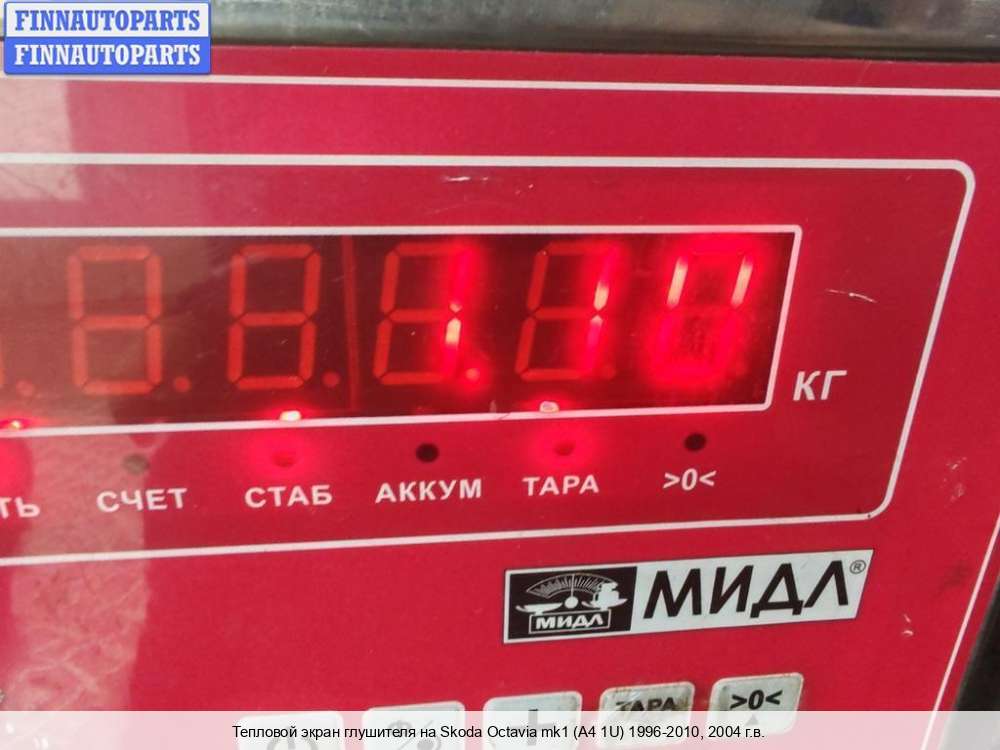 FINNAUTOPARTS
FINNAUTOPARTS
КГ
СЧЕТ СТАБ АККУМ ТАРА >0<
МИДЛ МИДЛ®
ТАРА >0<
Тепловой экран глушителя на Skoda Octavia mk1 (A4 1U) 1996-2010, 2004 г.в.